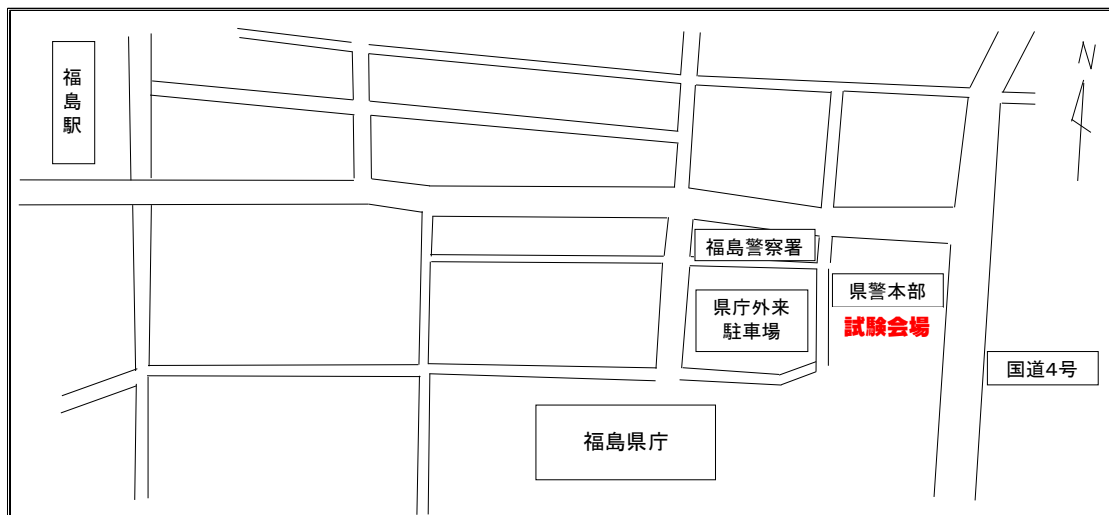 福島駅
N
福島警察署
県警本部
試験会場
県庁外来
駐車場
国道4号
福島県庁